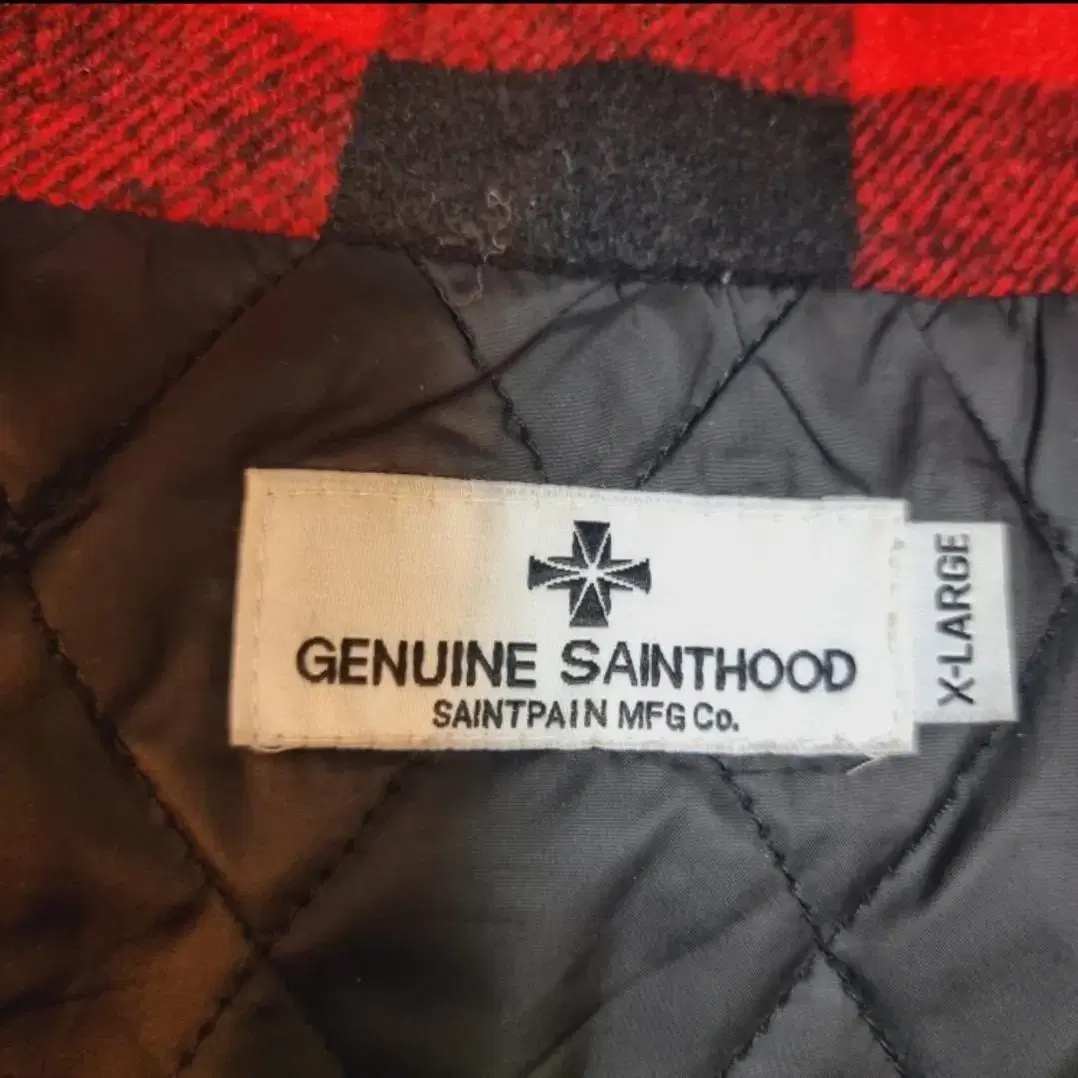 GENUINE SAINTHOOD
SAINTPAIN MFG Co.
X-LARGE